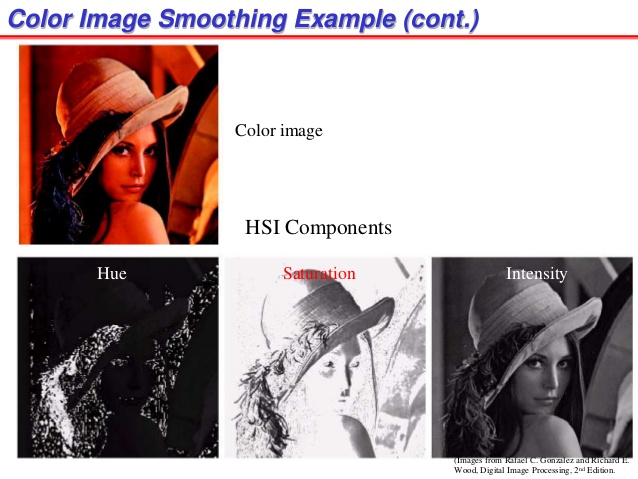 Color Image Smoothing Example (cont.)
Color image
HSI Components
Hue
Saturation
Intensity
(Images from Rafael C. Gonzalez and Richard E.
Wood, Digital Image Processing, 2nd Edition.